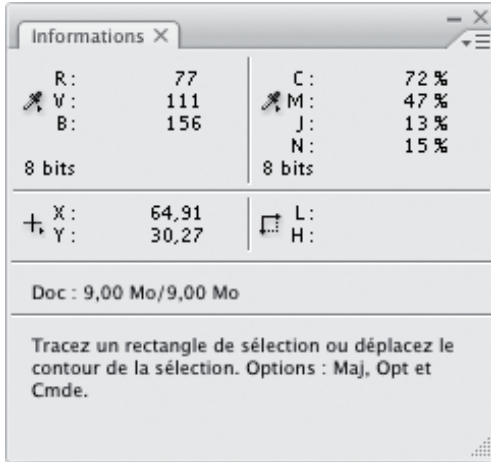 Informations
R : 77 C : 72 %
V : 111 M : 47 %
B : 156 J : 13 %
N : 15 %
8 bits 8 bits
X : 64,91 L :
Y : 30,27 H :
Doc : 9,00 Mo/9,00 Mo
Tracez un rectangle de sélection ou déplacez le
contour de la sélection. Options : Maj, Opt et
Cmde.